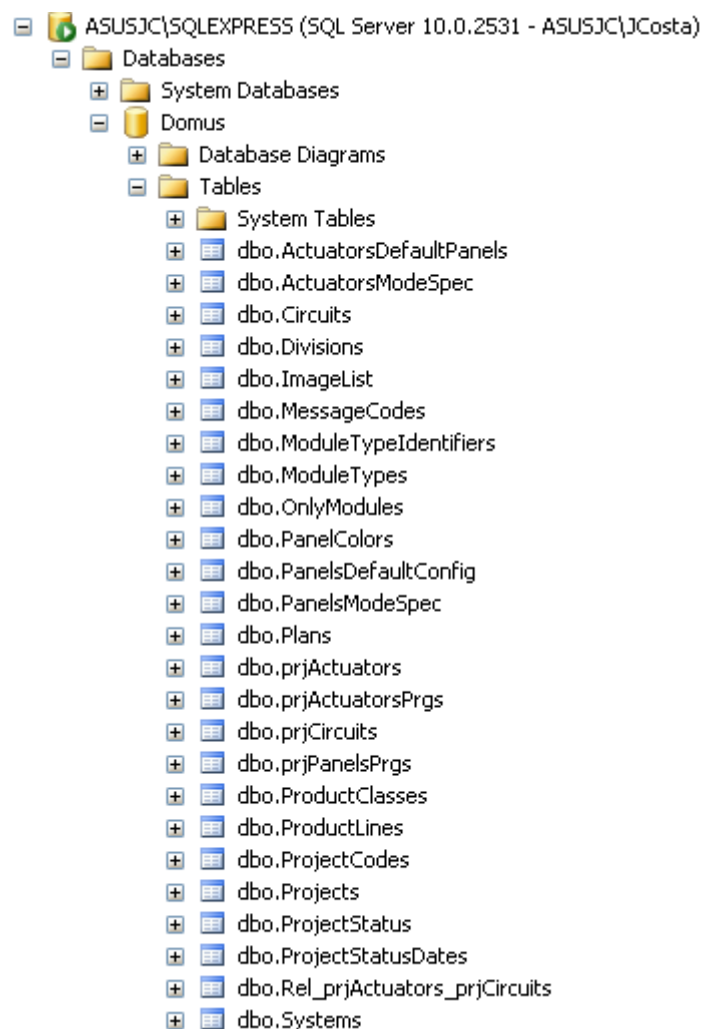 ASUSJC\SQLEXPRESS (SQL Server 10.0.2531 - ASUSJC\JCosta)
Databases
System Databases
Domus
Database Diagrams
Tables
System Tables
dbo.ActuatorsDefaultPanels
dbo.ActuatorsModeSpec
dbo.Circuits
dbo.Divisions
dbo.ImageList
dbo.MessageCodes
dbo.ModuleTypeIdentifiers
dbo.ModuleTypes
dbo.OnlyModules
dbo.PanelColors
dbo.PanelsDefaultConfig
dbo.PanelsModeSpec
dbo.Plans
dbo.prjActuators
dbo.prjActuatorsPrgs
dbo.prjCircuits
dbo.prjPanelsPrgs
dbo.ProductClasses
dbo.ProductLines
dbo.ProjectCodes
dbo.Projects
dbo.ProjectStatus
dbo.ProjectStatusDates
dbo.Rel_prjActuators_prjCircuits
dbo.Systems